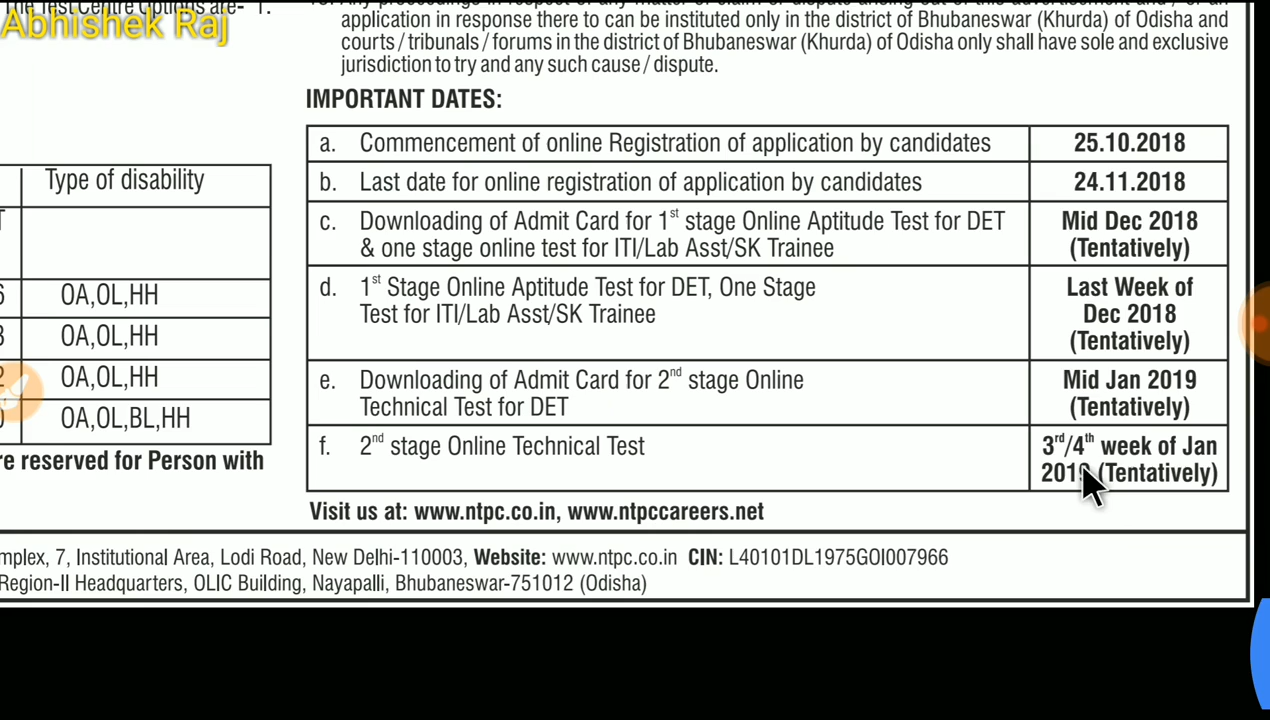 The Test Centre Options are- 1.
Abhishek Raj
application in response there to can be instituted only in the district of Bhubaneswar (Khurda) of Odisha and
courts / tribunals / forums in the district of Bhubaneswar (Khurda) of Odisha only shall have sole and exclusive
jurisdiction to try and any such cause / dispute.
IMPORTANT DATES:
a. Commencement of online Registration of application by candidates 25.10.2018
b. Last date for online registration of application by candidates 24.11.2018
c. Downloading of Admit Card for 1st stage Online Aptitude Test for DET Mid Dec 2018
& one stage online test for ITI/Lab Asst/SK Trainee (Tentatively)
d. 1st Stage Online Aptitude Test for DET, One Stage Last Week of
Test for ITI/Lab Asst/SK Trainee Dec 2018
(Tentatively)
e. Downloading of Admit Card for 2nd stage Online Mid Jan 2019
Technical Test for DET (Tentatively)
f. 2nd stage Online Technical Test 3rd/4th week of Jan
2019 (Tentatively)
Type of disability
OA,OL,HH
OA,OL,HH
OA,OL,HH
OA,OL,BL,HH
re reserved for Person with
Visit us at: www.ntpc.co.in, www.ntpccareers.net
mplex, 7, Institutional Area, Lodi Road, New Delhi-110003, Website: www.ntpc.co.in CIN: L40101DL1975GOI007966
Region-II Headquarters, OLIC Building, Nayapalli, Bhubaneswar-751012 (Odisha)